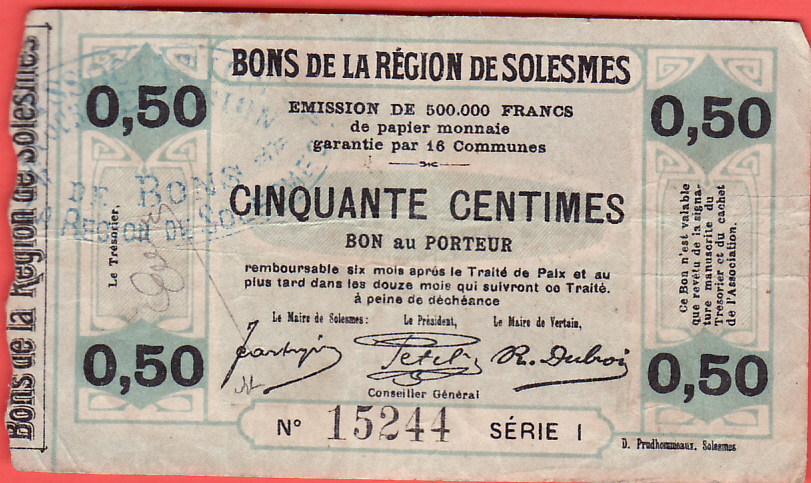 Bons de la Région de Solesmes
BONS DE LA RÉGION DE SOLESMES
0,50
0,50
EMISSION DE 500.000 FRANCS
de papier monnaie
garantie par 16 Communes
CINQUANTE CENTIMES
BON au PORTEUR
remboursable six mois aprés le Traité de Paix et au
plus tard dans les douze mois qui suivront ce Traité.
à peine de déchéance
Le Trésorier,
DE BONS
REGION DE SOLESMES
Ce Bon n'est valable
que revétu de la signa-
ture manuscrite du
Trésorier et du cachet
de l'Association.
Le Maire de Solesmes:
Le Président,
Le Maire de Vertain,
R. Dubois
Conseiller Général
0,50
0,50
N° 15244 SÉRIE I
D. Prudhommeaux. Solesmes